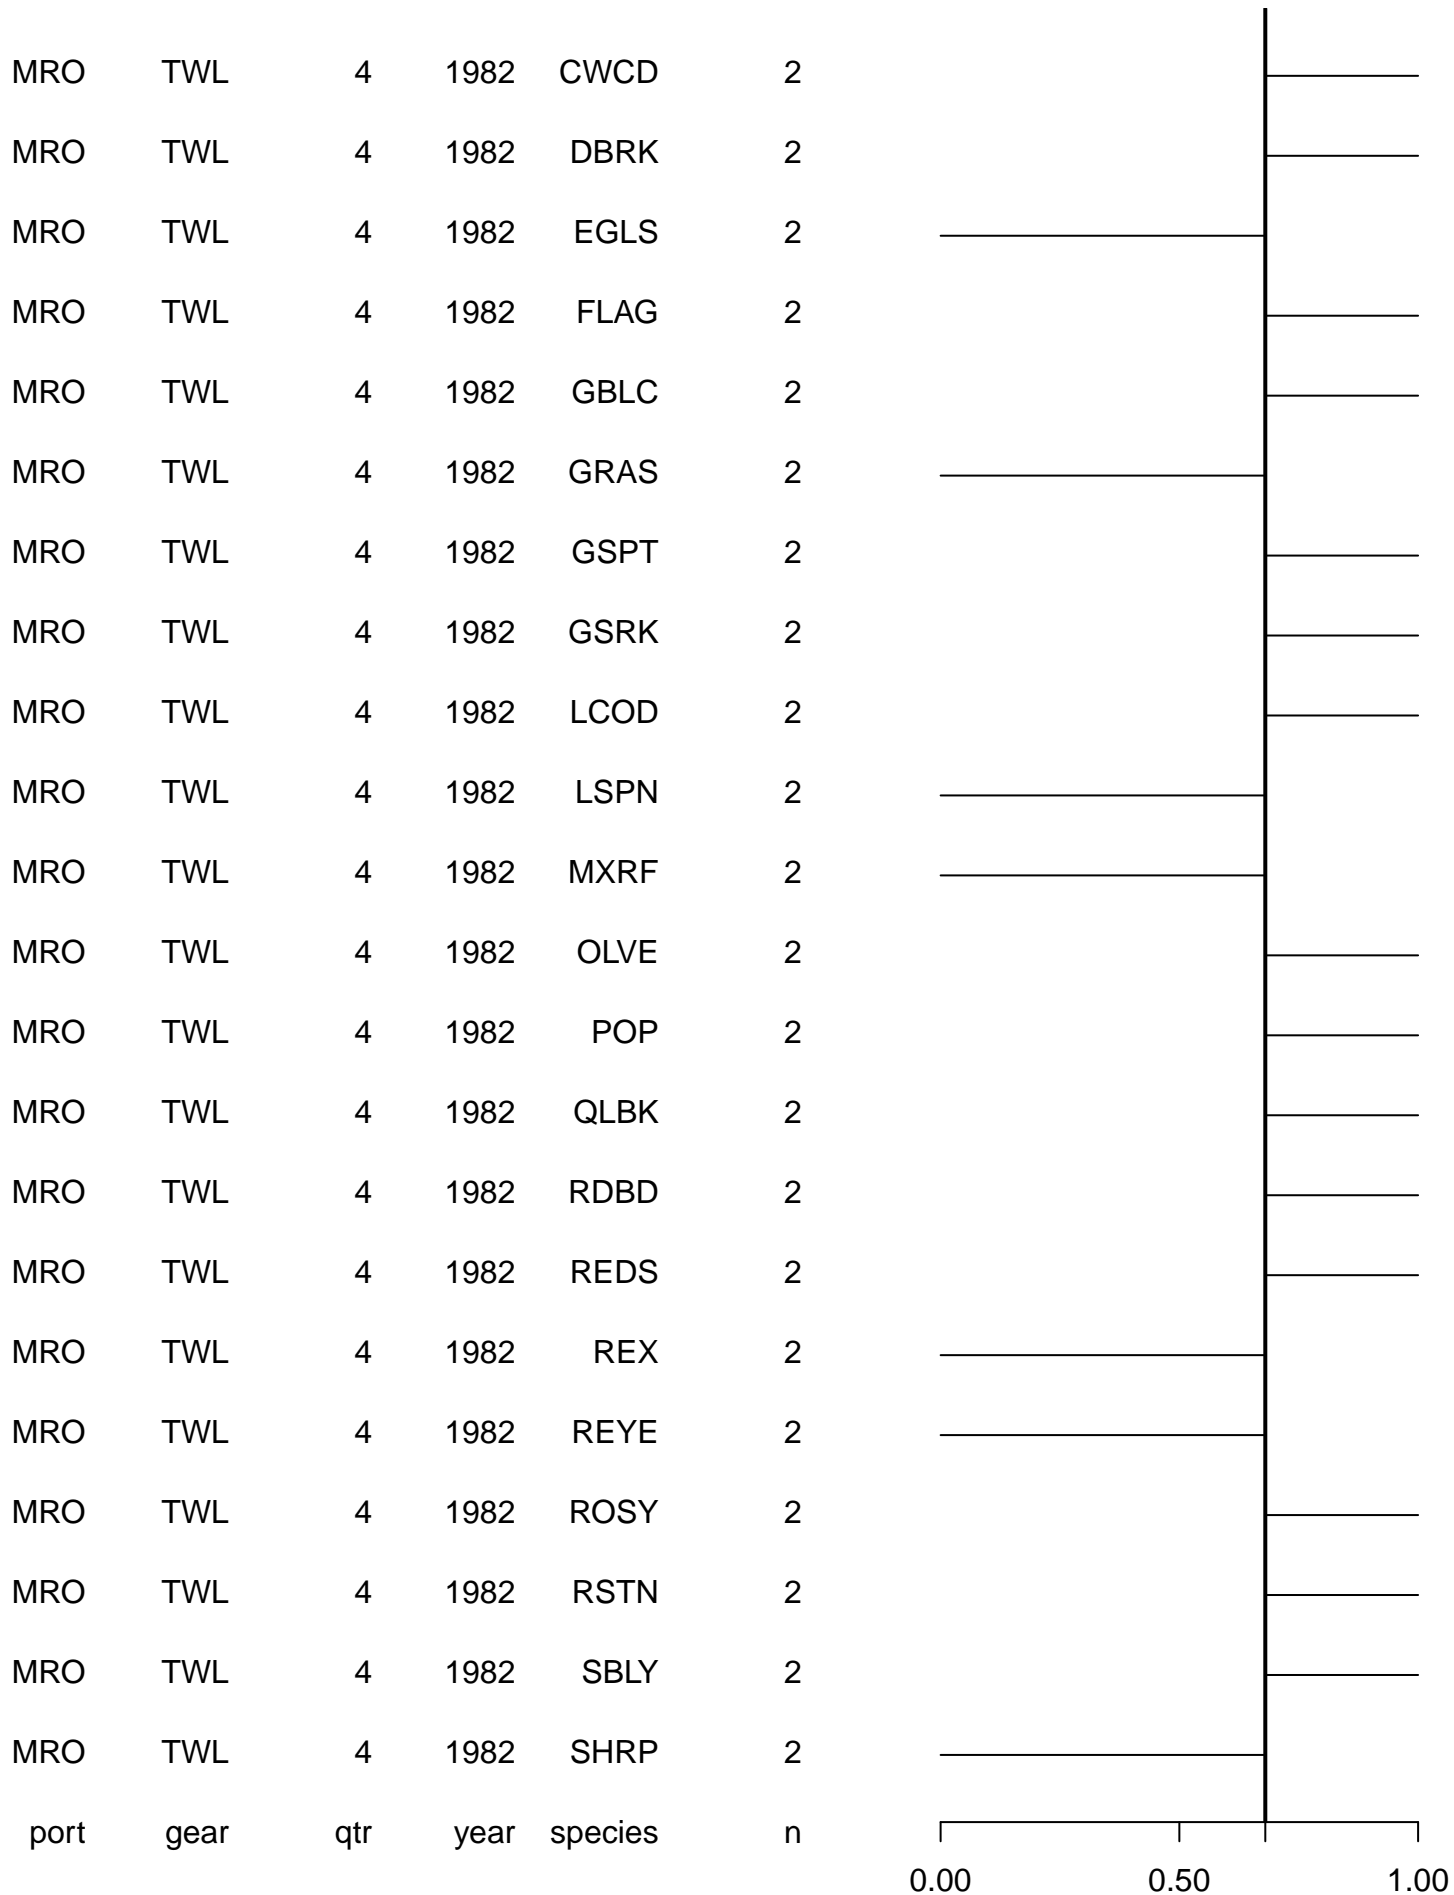 MRO TWL 4 1982 CWCD 2
MRO TWL 4 1982 DBRK 2
MRO TWL 4 1982 EGLS 2
MRO TWL 4 1982 FLAG 2
MRO TWL 4 1982 GBLC 2
MRO TWL 4 1982 GRAS 2
MRO TWL 4 1982 GSPT 2
MRO TWL 4 1982 GSRK 2
MRO TWL 4 1982 LCOD 2
MRO TWL 4 1982 LSPN 2
MRO TWL 4 1982 MXRF 2
MRO TWL 4 1982 OLVE 2
MRO TWL 4 1982 POP 2
MRO TWL 4 1982 QLBK 2
MRO TWL 4 1982 RDBD 2
MRO TWL 4 1982 REDS 2
MRO TWL 4 1982 REX 2
MRO TWL 4 1982 REYE 2
MRO TWL 4 1982 ROSY 2
MRO TWL 4 1982 RSTN 2
MRO TWL 4 1982 SBLY 2
MRO TWL 4 1982 SHRP 2
port gear qtr year species n
0.00 0.50 1.00